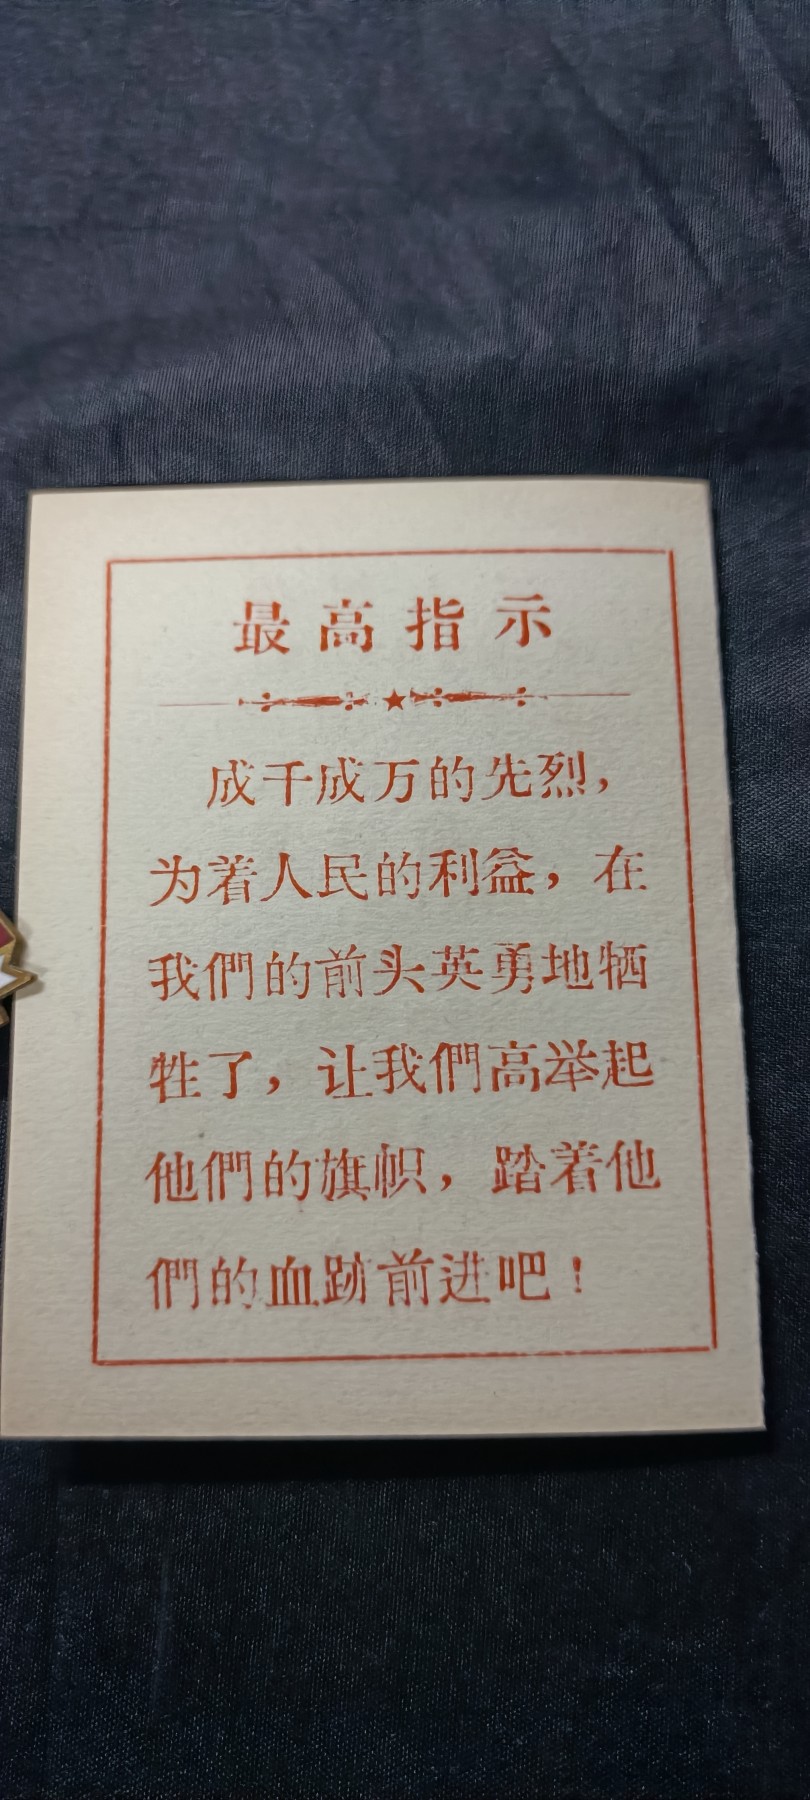 最高指示
成千成万的先烈，
为着人民的利益，在
我們的前头英勇地牺
牲了，让我們高举起
他們的旗帜，踏着他
們的血跡前进吧！